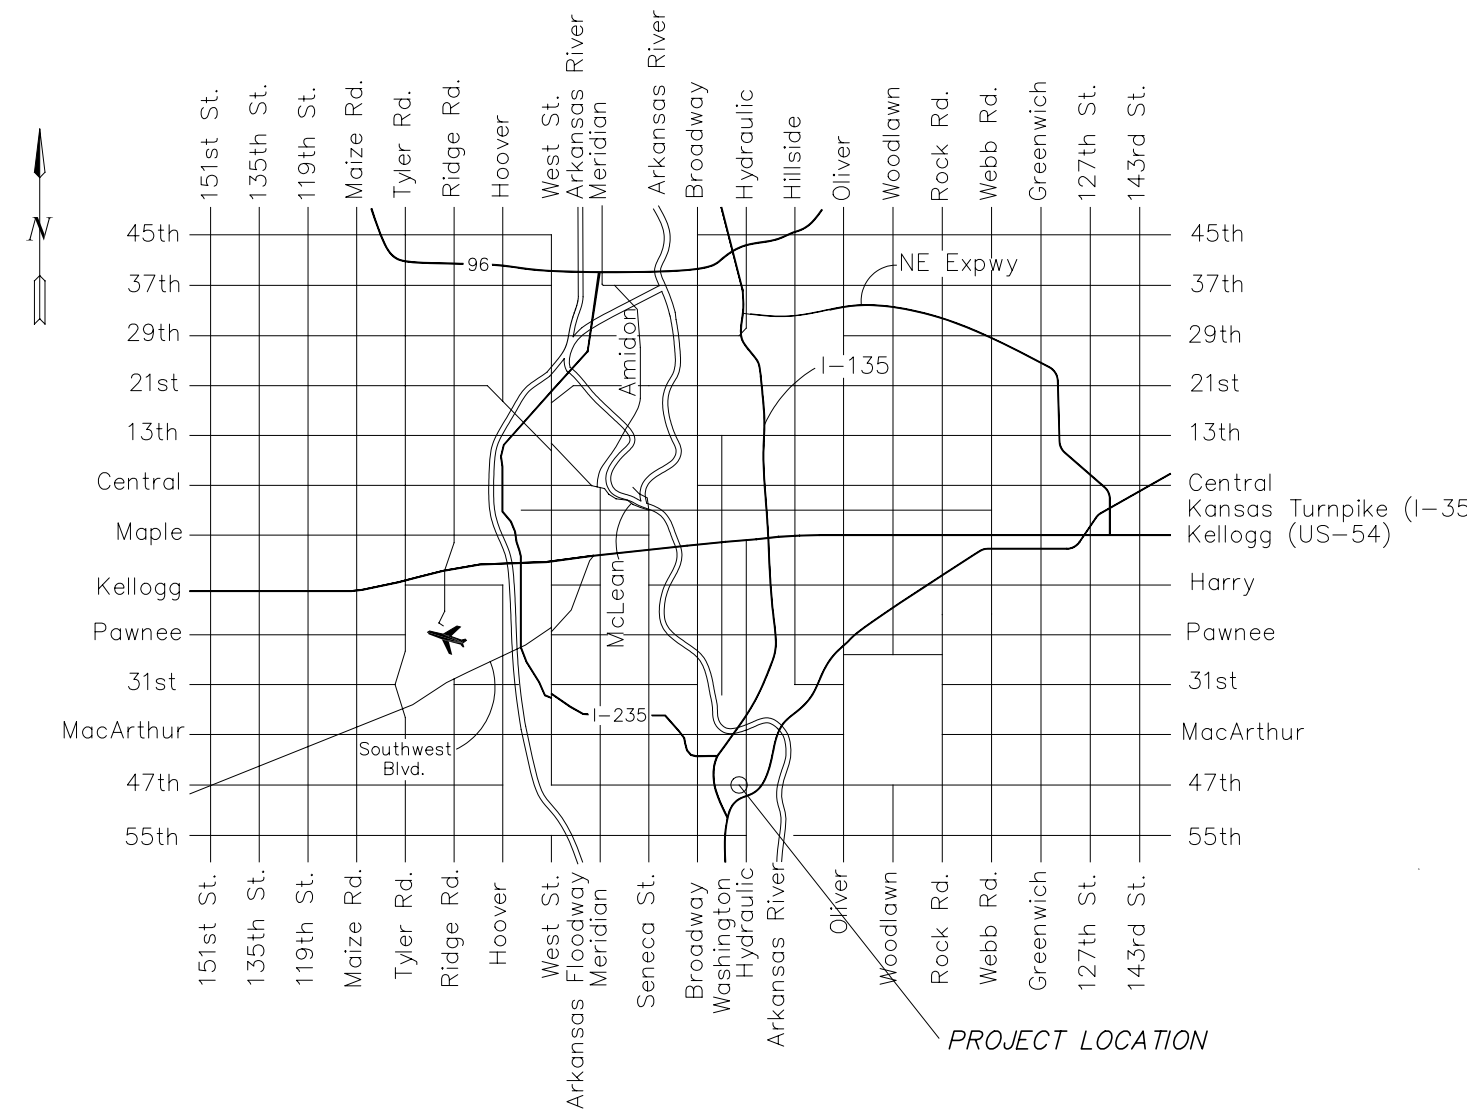 151st St.
135th St.
119th St.
Maize Rd.
Tyler Rd.
Ridge Rd.
Hoover
West St.
Arkansas River
Meridian
Arkansas River
Broadway
Hydraulic
Hillside
Oliver
Woodlawn
Rock Rd.
Webb Rd.
Greenwich
127th St.
143rd St.
N
45th
45th
96
NE Expwy
37th
37th
29th
29th
Amidon
I-135
21st
21st
13th
13th
Central
Central
Kansas Turnpike (I-35
Maple
Kellogg (US-54)
Kellogg
Harry
McLean
Pawnee
Pawnee
31st
31st
I-235
MacArthur
MacArthur
Southwest
Blvd.
47th
47th
55th
55th
151st St.
135th St.
119th St.
Maize Rd.
Tyler Rd.
Ridge Rd.
Hoover
West St.
Arkansas Floodway
Meridian
Seneca St.
Broadway
Washington
Hydraulic
Arkansas River
Oliver
Woodlawn
Rock Rd.
Webb Rd.
Greenwich
127th St.
143rd St.
PROJECT LOCATION